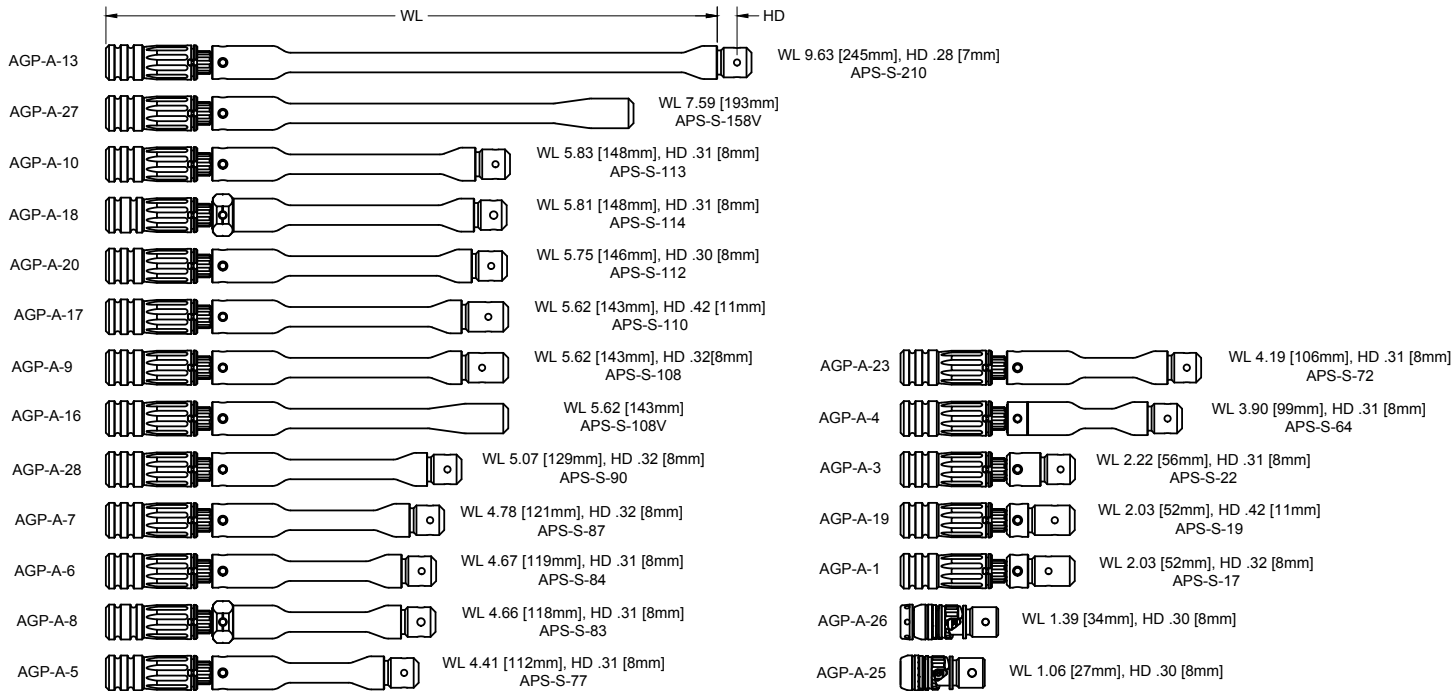 WL
HD
AGP-A-13
WL 9.63 [245mm], HD .28 [7mm]
APS-S-210
AGP-A-27
WL 7.59 [193mm]
APS-S-158V
AGP-A-10
WL 5.83 [148mm], HD .31 [8mm]
APS-S-113
AGP-A-18
WL 5.81 [148mm], HD .31 [8mm]
APS-S-114
AGP-A-20
WL 5.75 [146mm], HD .30 [8mm]
APS-S-112
AGP-A-17
WL 5.62 [143mm], HD .42 [11mm]
APS-S-110
AGP-A-9
WL 5.62 [143mm], HD .32[8mm]
APS-S-108
AGP-A-16
WL 5.62 [143mm]
APS-S-108V
AGP-A-28
WL 5.07 [129mm], HD .32 [8mm]
APS-S-90
AGP-A-7
WL 4.78 [121mm], HD .32 [8mm]
APS-S-87
AGP-A-6
WL 4.67 [119mm], HD .31 [8mm]
APS-S-84
AGP-A-8
WL 4.66 [118mm], HD .31 [8mm]
APS-S-83
AGP-A-5
WL 4.41 [112mm], HD .31 [8mm]
APS-S-77
AGP-A-23
WL 4.19 [106mm], HD .31 [8mm]
APS-S-72
AGP-A-4
WL 3.90 [99mm], HD .31 [8mm]
APS-S-64
AGP-A-3
WL 2.22 [56mm], HD .31 [8mm]
APS-S-22
AGP-A-19
WL 2.03 [52mm], HD .42 [11mm]
APS-S-19
AGP-A-1
WL 2.03 [52mm], HD .32 [8mm]
APS-S-17
AGP-A-26
WL 1.39 [34mm], HD .30 [8mm]
AGP-A-25
WL 1.06 [27mm], HD .30 [8mm]